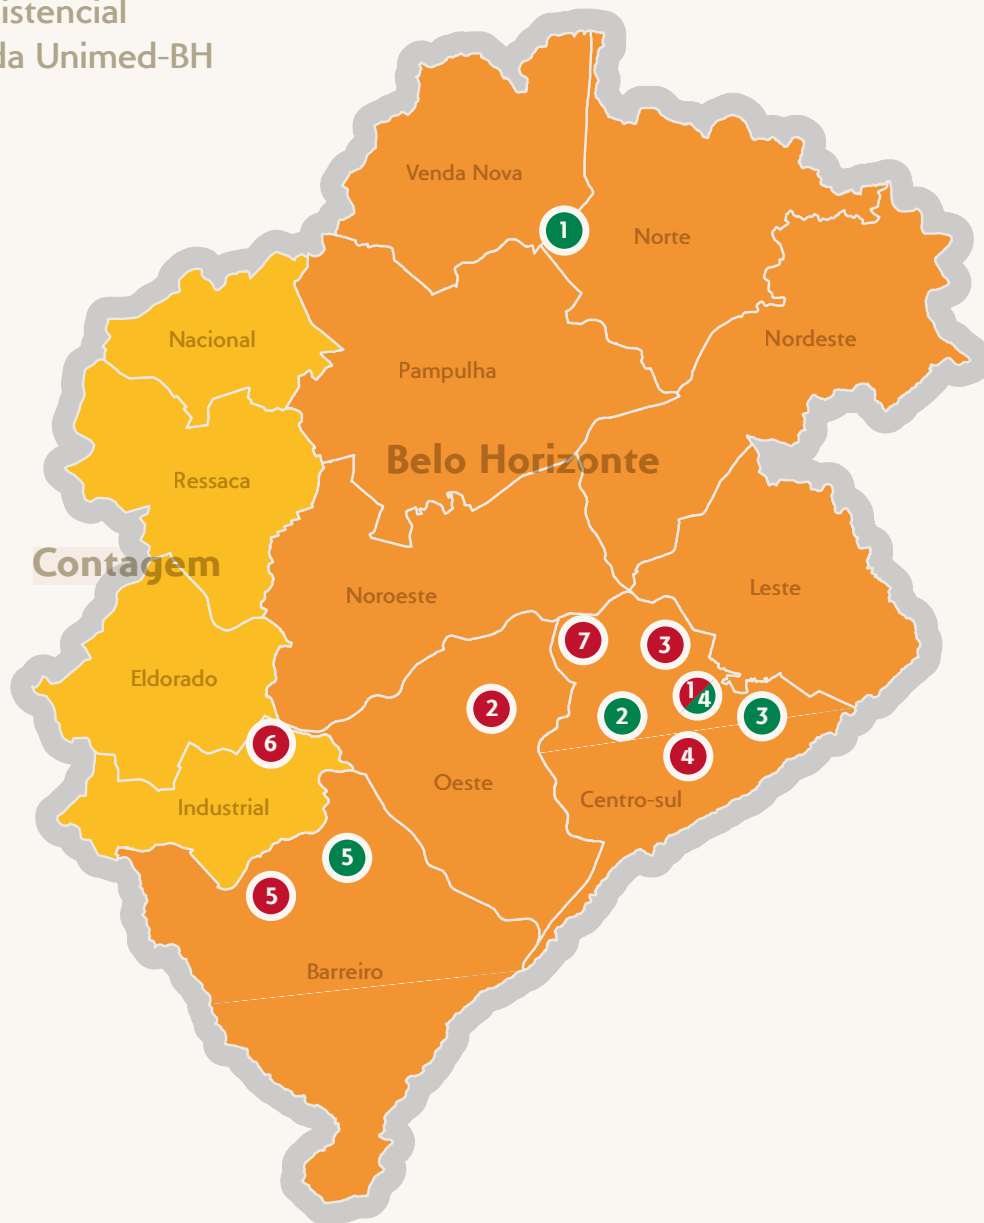 da Unimed-BH
Venda Nova
1
Norte
Nacional
Nordeste
Pampulha
Belo Horizonte
Ressaca
Contagem
Noroeste
Leste
7
3
Eldorado
1
4
2
2
3
6
4
Oeste
Centro-sul
Industrial
5
5
Barreiro